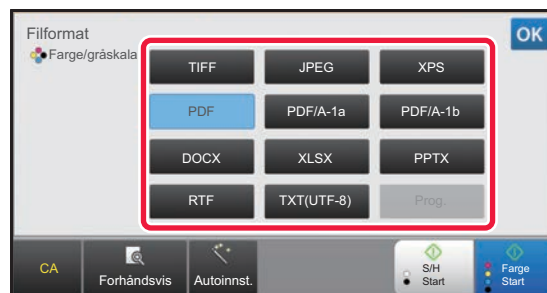 Filformat
OK
Farge/gråskala
TIFF JPEG XPS
PDF PDF/A-1a PDF/A-1b
DOCX XLSX PPTX
RTF TXT(UTF-8) Prog.
CA
Forhåndsvis
Autoinnst.
S/H
Start
Farge
Start